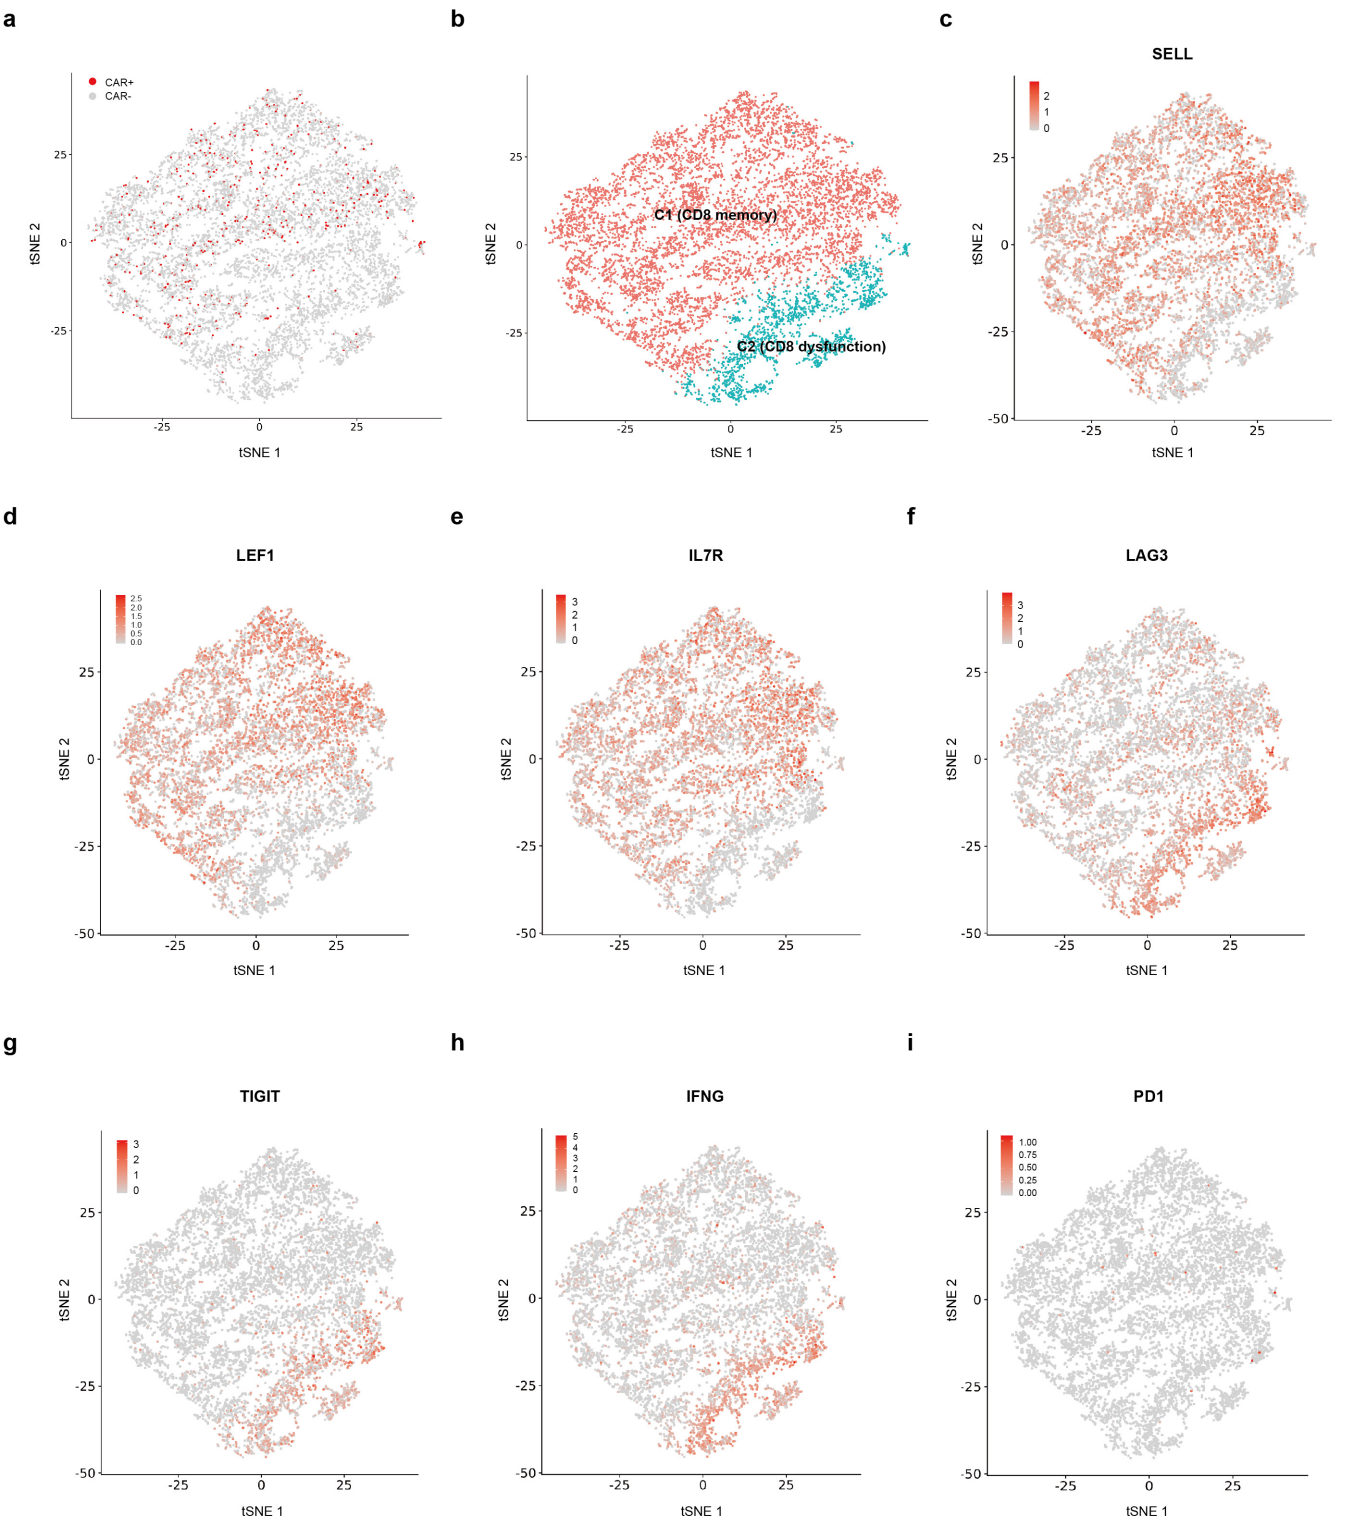 a
CAR+
CAR-
25
0
-25
-25
0
25
tSNE 1
tSNE 2
b
C1 (CD8 memory)
C2 (CD8 dysfunction)
25
0
-25
-25
0
25
tSNE 1
tSNE 2
c
SELL
2
1
0
25
0
-25
-50
-25
0
25
tSNE 1
tSNE 2
d
LEF1
2.5
2.0
1.5
1.0
0.5
0.0
25
0
-25
-50
-25
0
25
tSNE 1
tSNE 2
e
IL7R
3
2
1
0
25
0
-25
-50
-25
0
25
tSNE 1
tSNE 2
f
LAG3
3
2
1
0
25
0
-25
-50
-25
0
25
tSNE 1
tSNE 2
g
TIGIT
3
2
1
0
25
0
-25
-50
-25
0
25
tSNE 1
tSNE 2
h
IFNG
5
4
3
2
1
0
25
0
-25
-50
-25
0
25
tSNE 1
tSNE 2
i
PD1
1.00
0.75
0.50
0.25
0.00
25
0
-25
-50
-25
0
25
tSNE 1
tSNE 2